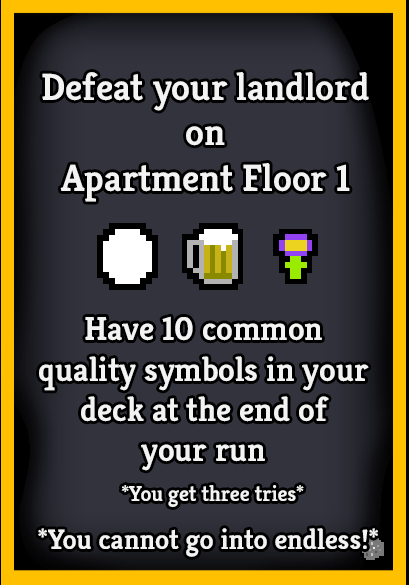 Defeat your landlord
on
Apartment Floor 1
Have 10 common
quality symbols in your
deck at the end of
your run
*You get three tries*
*You cannot go into endless!*